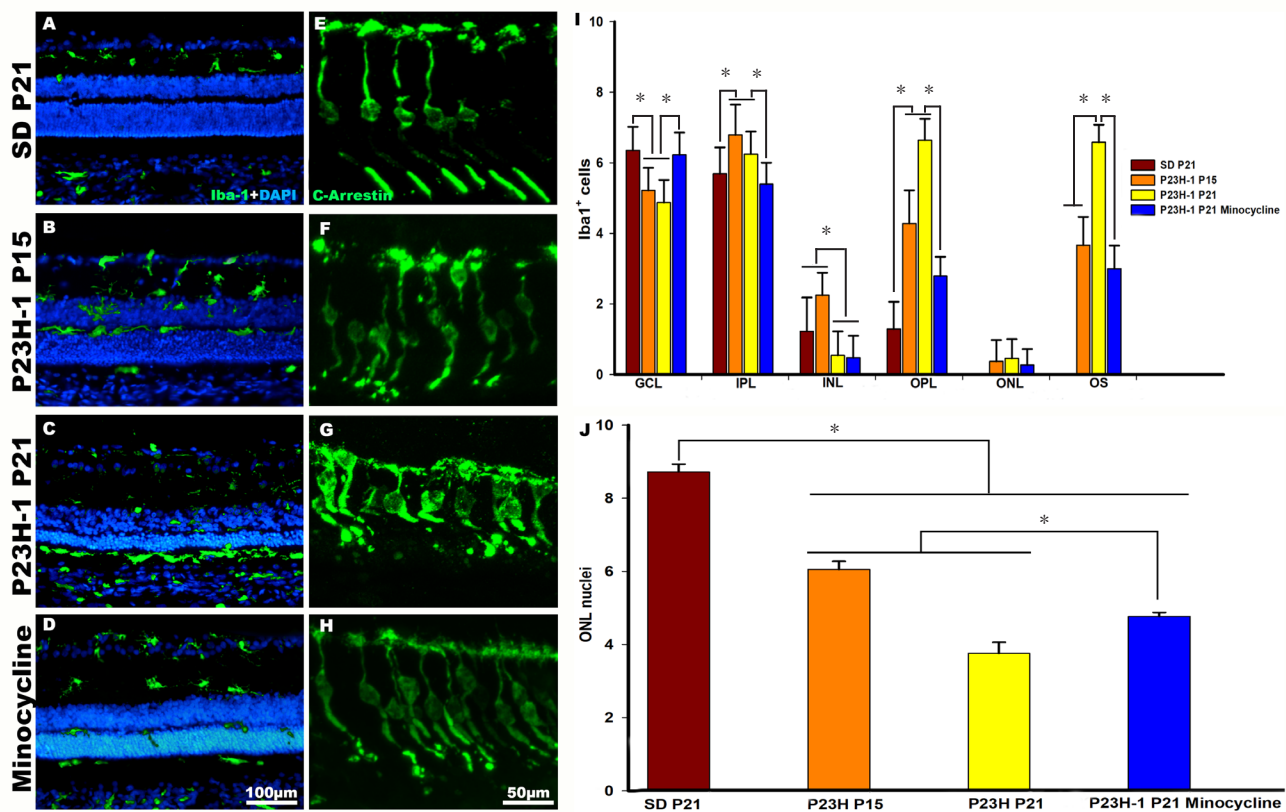 SD P21
P23H-1 P15
P23H-1 P21
Minocycline
A
Iba-1+DAPI
E
C-Arrestin
B
F
C
G
D
100µm
H
50µm
I
Iba1+ cells
10
8
6
4
2
0
* * * * * * * * *
GCL IPL INL OPL ONL OS
SD P21
P23H-1 P15
P23H-1 P21
P23H-1 P21 Minocycline
J
ONL nuclei
10
8
6
4
2
0
*
*
SD P21 P23H P15 P23H P21 P23H-1 P21 Minocycline